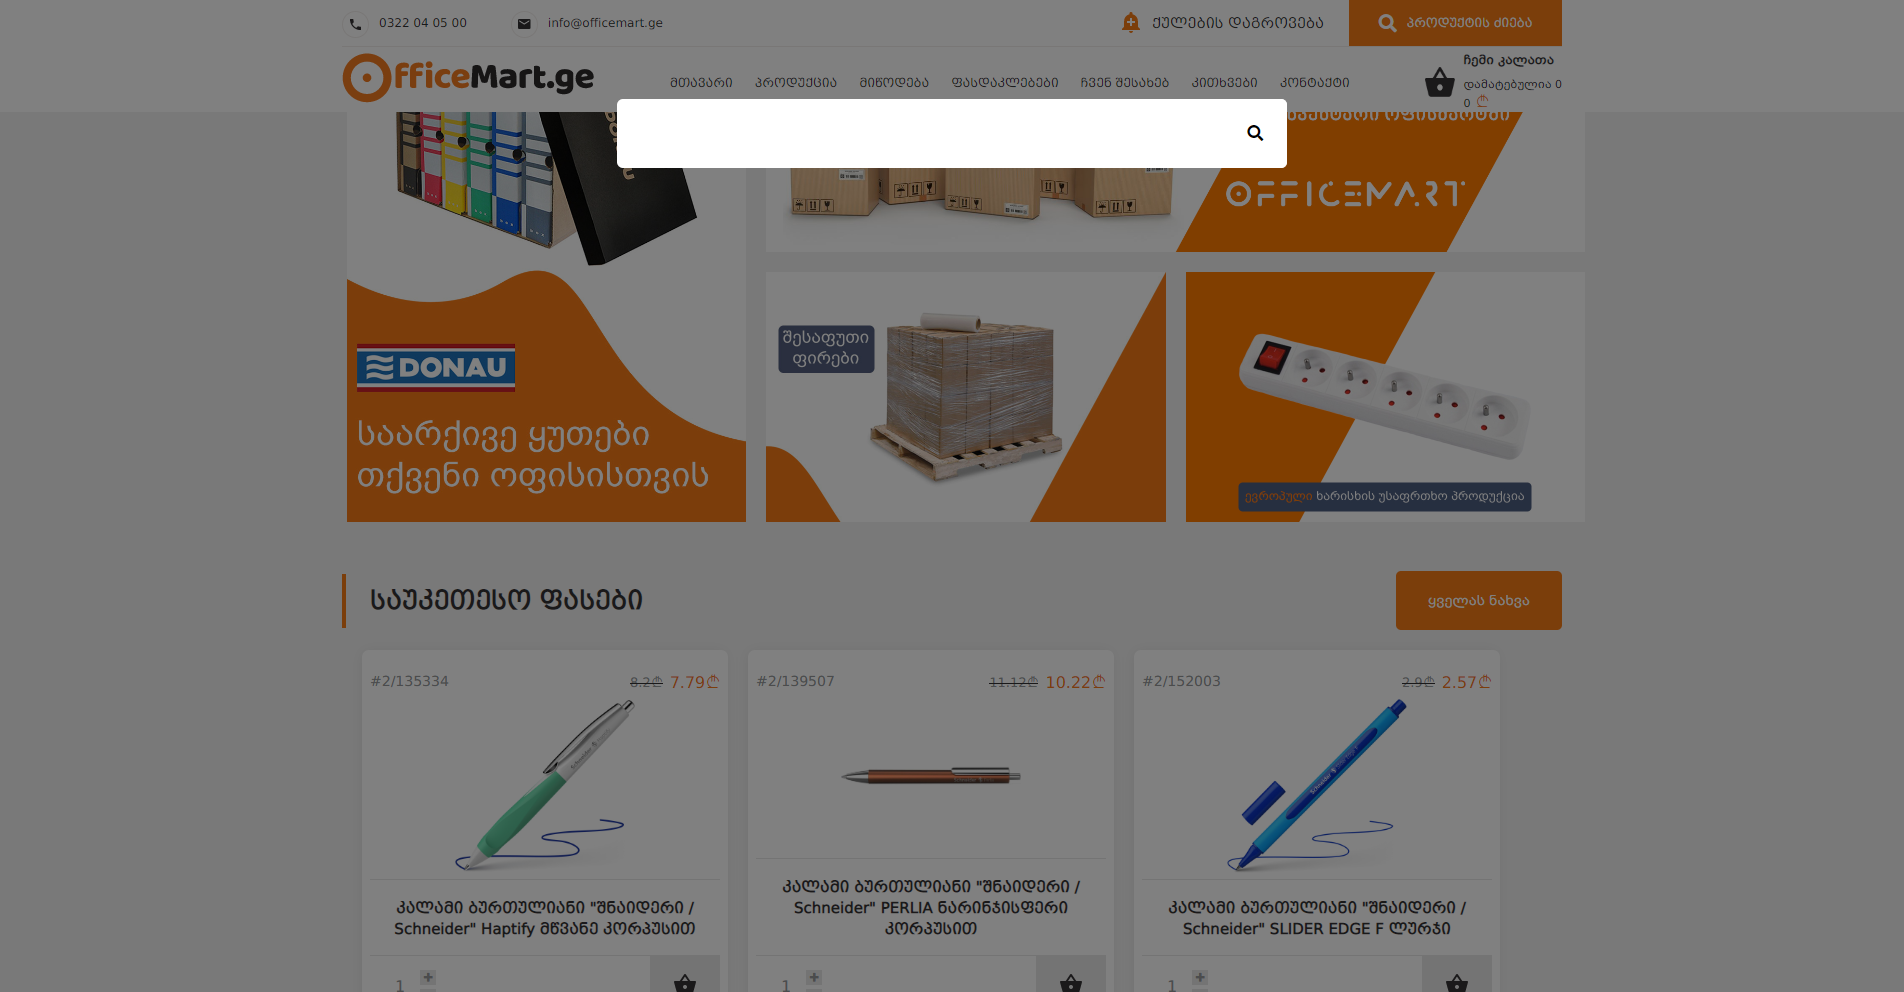 0322 04 05 00
info@officemart.ge
ქულების დაგროვება
პროდუქტის ძიება
OfficeMart.ge
მთავარი
პროდუქცია
მიწოდება
ფასდაკლებები
ჩვენ შესახებ
კითხვები
კონტაქტი
ჩემი კალათა
დამატებულია 0
0 ₾
OFFICEMART
DONAU
საარქივე ყუთები
თქვენი ოფისისთვის
შესაფუთი
ფირები
ევროპული ხარისხის უსაფრთხო პროდუქცია
საუკეთესო ფასები
ყველას ნახვა
#2/135334
8.2₾ 7.79₾
კალამი ბურთულიანი "შნაიდერი /
Schneider" Haptify მწვანე კორპუსით
1 +
#2/139507
11.12₾ 10.22₾
კალამი ბურთულიანი "შნაიდერი /
Schneider" PERLIA ნარინჯისფერი
კორპუსით
1 +
#2/152003
2.9₾ 2.57₾
კალამი ბურთულიანი "შნაიდერი /
Schneider" SLIDER EDGE F ლურჯი
1 +